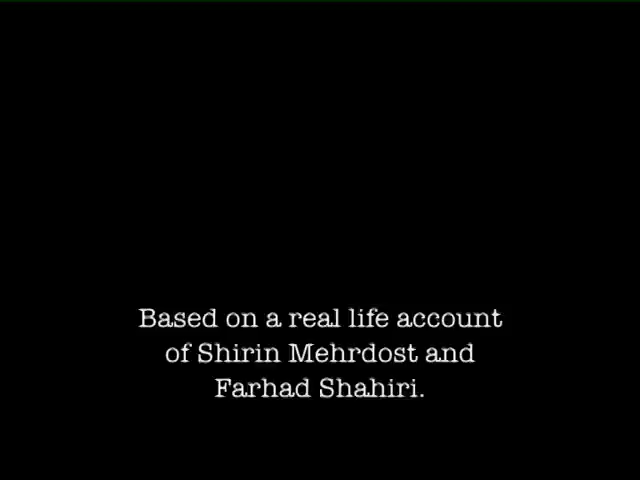 Based on a real life account
of Shirin Mehrdost and
Farhad Shahiri.